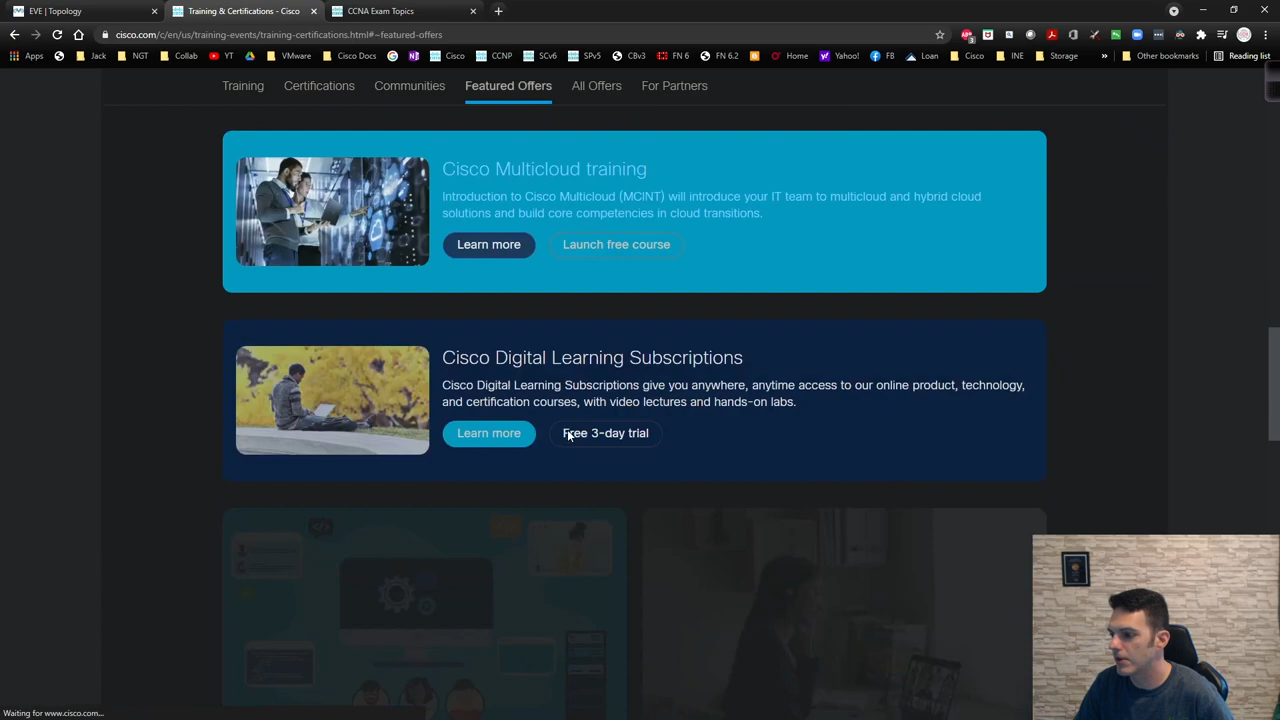 EVE | Topology
Training & Certifications - Cisco
CCNA Exam Topics
cisco.com/c/en/us/training-events/training-certifications.html#~featured-offers
Apps
Jack
NGT
Collab
YT
VMware
Cisco Docs
Cisco
CCNP
SCv6
SPv5
CBv3
FN 6
FN 6.2
Home
Yahoo!
FB
Loan
Cisco
INE
Storage
»
Other bookmarks
Reading list
Training
Certifications
Communities
Featured Offers
All Offers
For Partners
Cisco Multicloud training
Introduction to Cisco Multicloud (MCINT) will introduce your IT team to multicloud and hybrid cloud
solutions and build core competencies in cloud transitions.
Learn more
Launch free course
Cisco Digital Learning Subscriptions
Cisco Digital Learning Subscriptions give you anywhere, anytime access to our online product, technology,
and certification courses, with video lectures and hands-on labs.
Learn more
Free 3-day trial
Waiting for www.cisco.com...